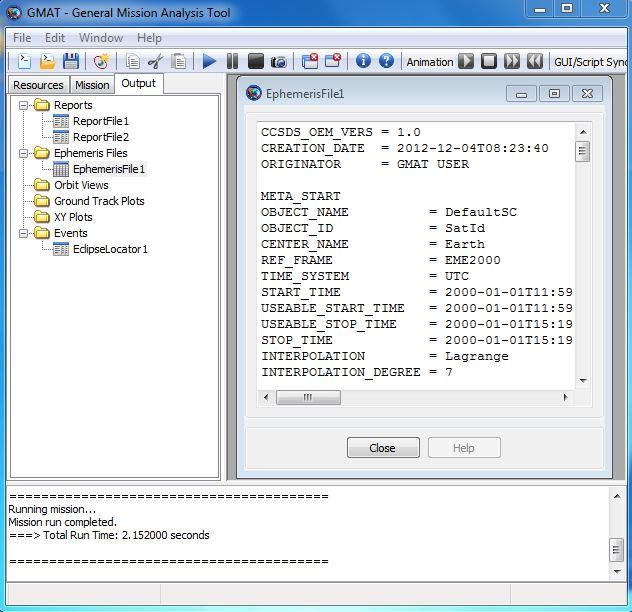 GMAT - General Mission Analysis Tool
File Edit Window Help
Animation GUI/Script Sync
Resources Mission Output
Reports
ReportFile1
ReportFile2
Ephemeris Files
EphemerisFile1
Orbit Views
Ground Track Plots
XY Plots
Events
EclipseLocator1
EphemerisFile1
CCSDS_OEM_VERS = 1.0
CREATION_DATE = 2012-12-04T08:23:40
ORIGINATOR = GMAT USER
META_START
OBJECT_NAME = DefaultSC
OBJECT_ID = SatId
CENTER_NAME = Earth
REF_FRAME = EME2000
TIME_SYSTEM = UTC
START_TIME = 2000-01-01T11:59
USEABLE_START_TIME = 2000-01-01T11:59
USEABLE_STOP_TIME = 2000-01-01T15:19
STOP_TIME = 2000-01-01T15:19
INTERPOLATION = Lagrange
INTERPOLATION_DEGREE = 7
Close Help
========================================
Running mission...
Mission run completed.
===> Total Run Time: 2.152000 seconds
========================================